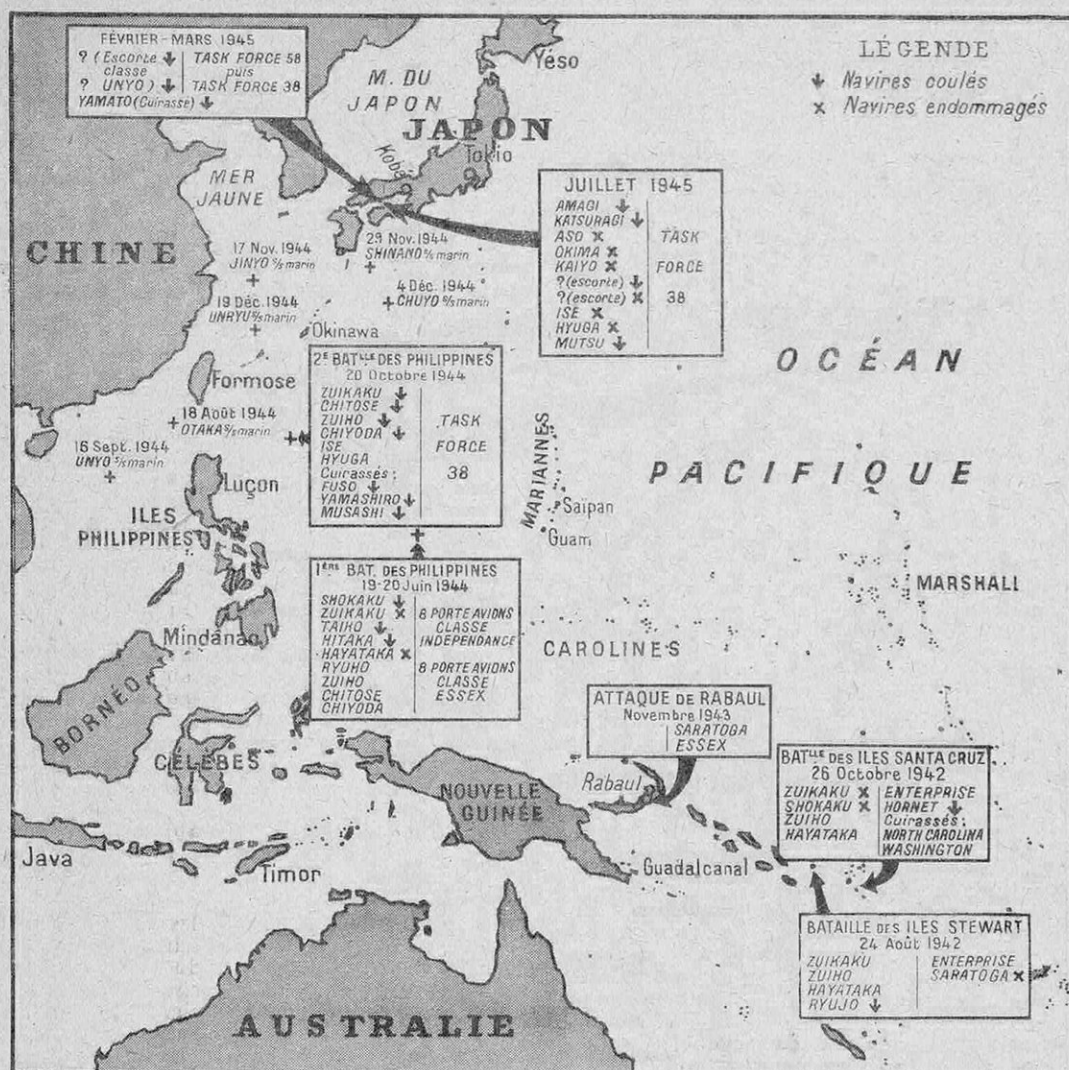 FÉVRIER-MARS 1945
? (Escorte ↓ TASK FORCE 58
classe puis
? UNYO) ↓ TASK FORCE 38
YAMATO (Cuirassé) ↓
LÉGENDE
↓ Navires coulés
× Navires endommagés
Yéso
M. DU
JAPON
JAPON
Tokio
Kobé
MER
JAUNE
CHINE
JUILLET 1945
AMAGI ↓
KATSURAGI ↓
ASO × TASK
OKIMA ×
KAIYO × FORCE
? (escorte) ↓
? (escorte) × 38
ISE ×
HYUGA ×
MUTSU ↓
17 Nov. 1944
JINYO s/s marin
29 Nov. 1944
SHINANO s/s marin
4 Déc. 1944
CHUYO s/s marin
19 Déc. 1944
UNRYU s/s marin
Okinawa
Formose
18 Août 1944
OTAKA s/s marin
16 Sept. 1944
UNYO s/s marin
2E BATLLE DES PHILIPPINES
20 Octobre 1944
ZUIKAKU ↓
CHITOSE ↓
ZUIHO ↓ TASK
CHIYODA ↓
ISE FORCE
HYUGA
Cuirassés : 38
FUSO ↓
YAMASHIRO ↓
MUSASHI ↓
OCÉAN
PACIFIQUE
MARIANNES
Saïpan
Guam
Luçon
ILES
PHILIPPINES
MARSHALL
1ÈRE BAT. DES PHILIPPINES
19-20 Juin 1944
SHOKAKU ↓
ZUIKAKU × 8 PORTE AVIONS
TAIHO ↓ CLASSE
HITAKA ↓ INDEPENDANCE
HAYATAKA ×
RYUHO 8 PORTE AVIONS
ZUIHO CLASSE
CHITOSE ESSEX
CHIYODA
Mindanao
CAROLINES
BORNÉO
CÉLÈBES
ATTAQUE DE RABAUL
Novembre 1943
SARATOGA
ESSEX
Rabaul
NOUVELLE
GUINÉE
BATLLE DES ILES SANTA CRUZ
26 Octobre 1942
ZUIKAKU × ENTERPRISE
SHOKAKU × HORNET ↓
ZUIHO Cuirassés :
HAYATAKA NORTH CAROLINA
WASHINGTON
Java
Timor
Guadalcanal
BATAILLE DES ILES STEWART
24 Août 1942
ZUIKAKU ENTERPRISE
ZUIHO SARATOGA ×
HAYATAKA
RYUJO ↓
AUSTRALIE